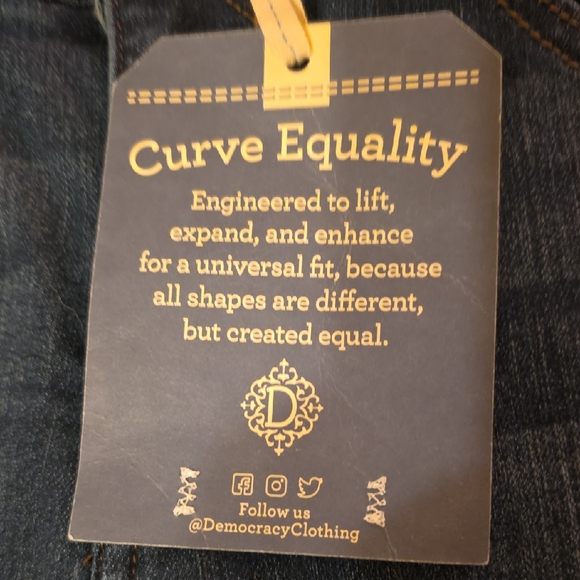 Curve Equality
Engineered to lift,
expand, and enhance
for a universal fit, because
all shapes are different,
but created equal.
D
Follow us
@DemocracyClothing